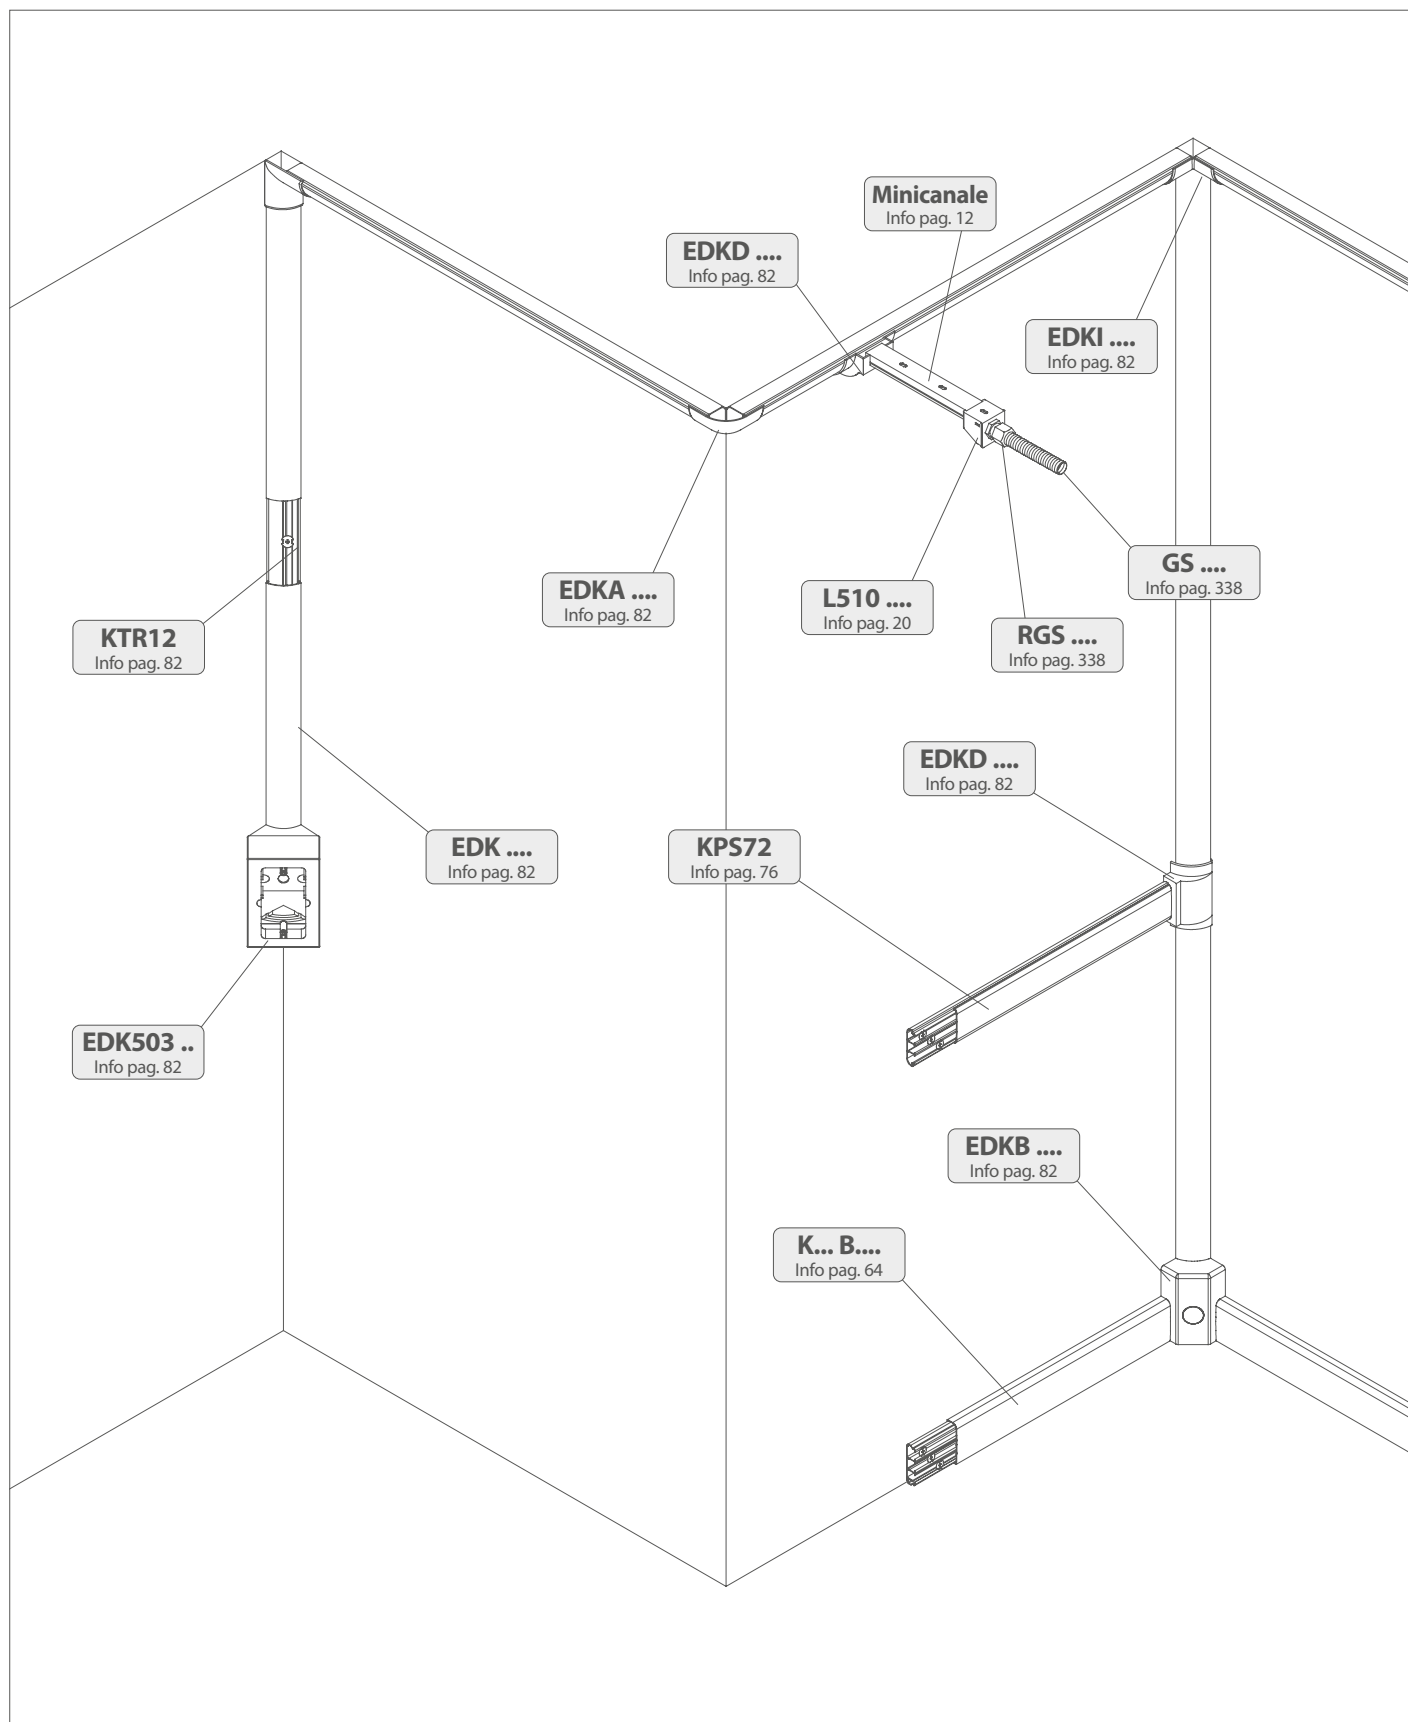 Minicanale
Info pag. 12
EDKD ....
Info pag. 82
EDKI ....
Info pag. 82
GS ....
Info pag. 338
EDKA ....
Info pag. 82
L510 ....
Info pag. 20
RGS ....
Info pag. 338
KTR12
Info pag. 82
EDKD ....
Info pag. 82
EDK ....
Info pag. 82
KPS72
Info pag. 76
EDK503 ..
Info pag. 82
EDKB ....
Info pag. 82
K... B....
Info pag. 64